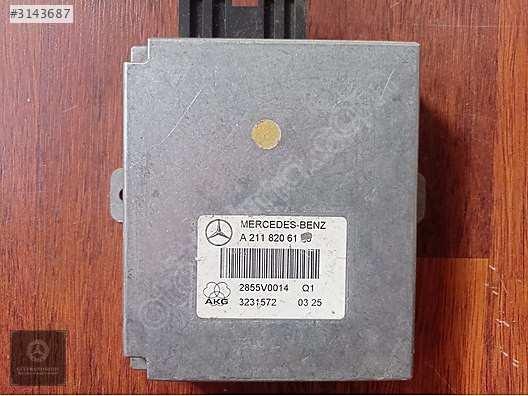 #3143687
MERCEDES-BENZ
A 211 820 61
2855V0014 Q1
AKG 3231572 03 25